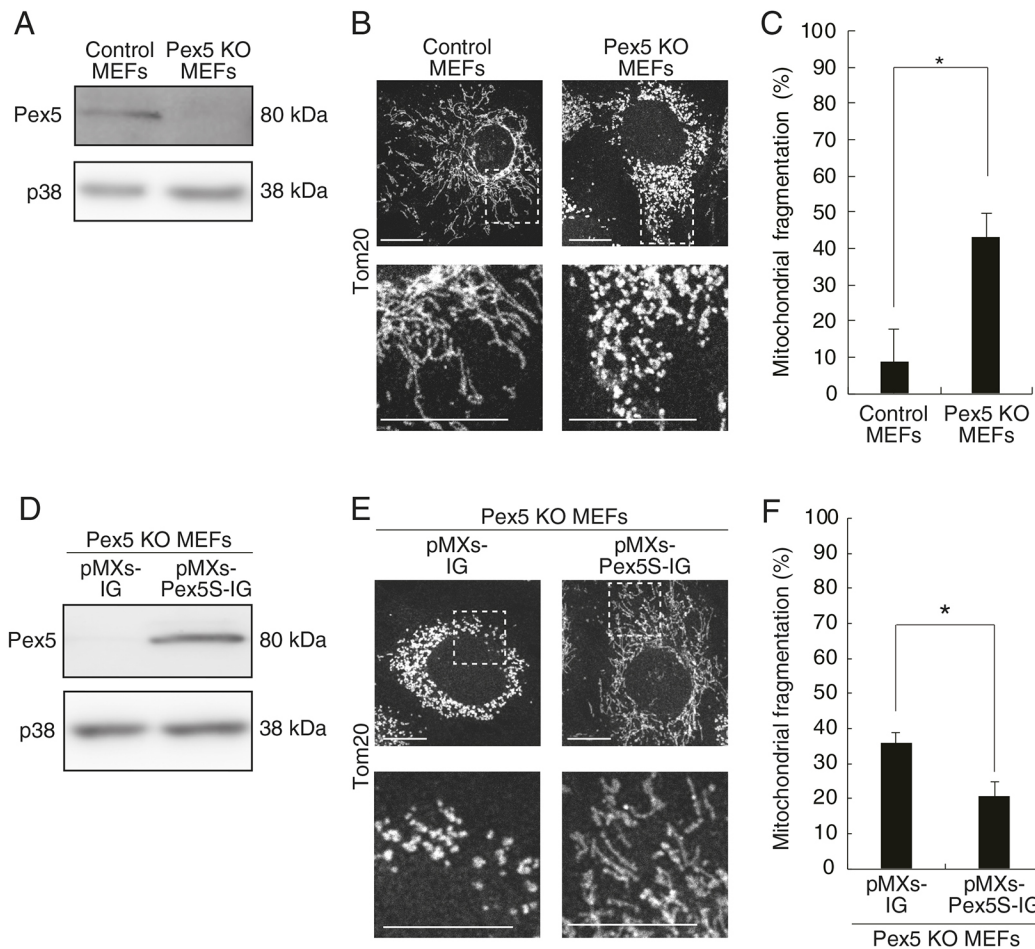 A
Control Pex5 KO
MEFs MEFs
Pex5 80 kDa
p38 38 kDa
B
Control Pex5 KO
MEFs MEFs
Tom20
C
Mitochondrial fragmentation (%)
100
90
80
70
60
50
40
30
20
10
0
*
Control Pex5 KO
MEFs MEFs
D
Pex5 KO MEFs
pMXs- pMXs-
IG Pex5S-IG
Pex5 80 kDa
p38 38 kDa
E
Pex5 KO MEFs
pMXs- pMXs-
IG Pex5S-IG
Tom20
F
Mitochondrial fragmentation (%)
100
90
80
70
60
50
40
30
20
10
0
*
pMXs- pMXs-
IG Pex5S-IG
Pex5 KO MEFs